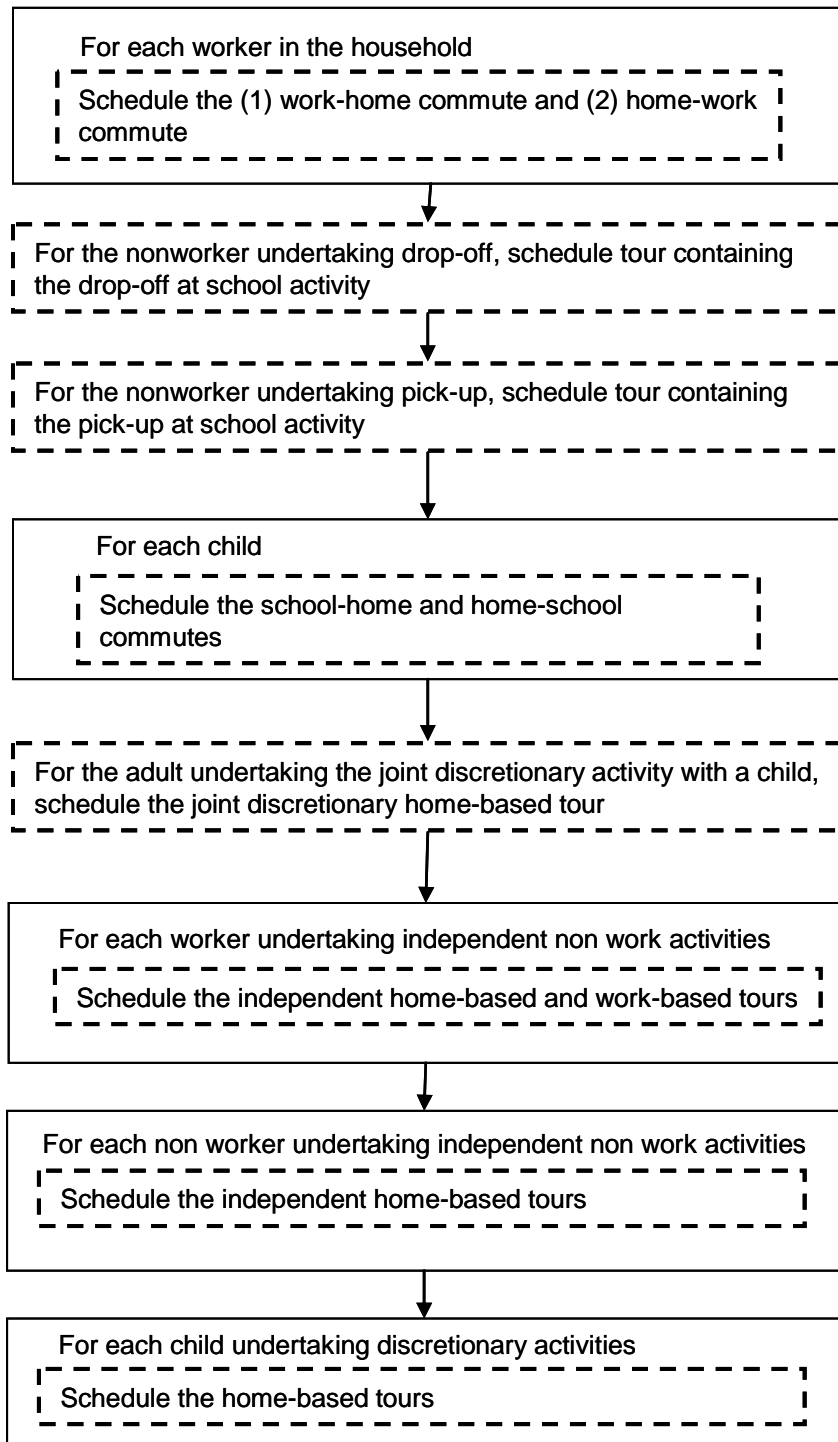 For each worker in the household
Schedule the (1) work-home commute and (2) home-work
commute
For the nonworker undertaking drop-off, schedule tour containing
the drop-off at school activity
For the nonworker undertaking pick-up, schedule tour containing
the pick-up at school activity
For each child
Schedule the school-home and home-school
commutes
For the adult undertaking the joint discretionary activity with a child,
schedule the joint discretionary home-based tour
For each worker undertaking independent non work activities
Schedule the independent home-based and work-based tours
For each non worker undertaking independent non work activities
Schedule the independent home-based tours
For each child undertaking discretionary activities
Schedule the home-based tours